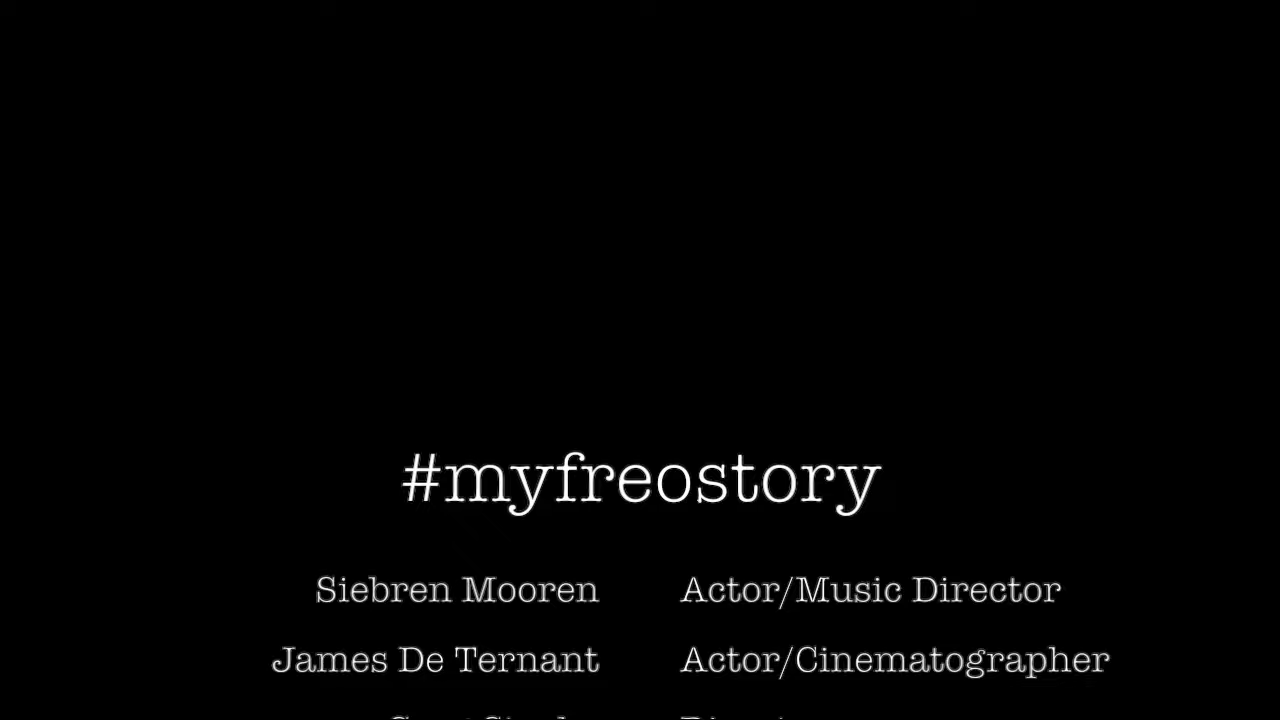 #myfreostory
Siebren Mooren Actor/Music Director
James De Ternant Actor/Cinematographer